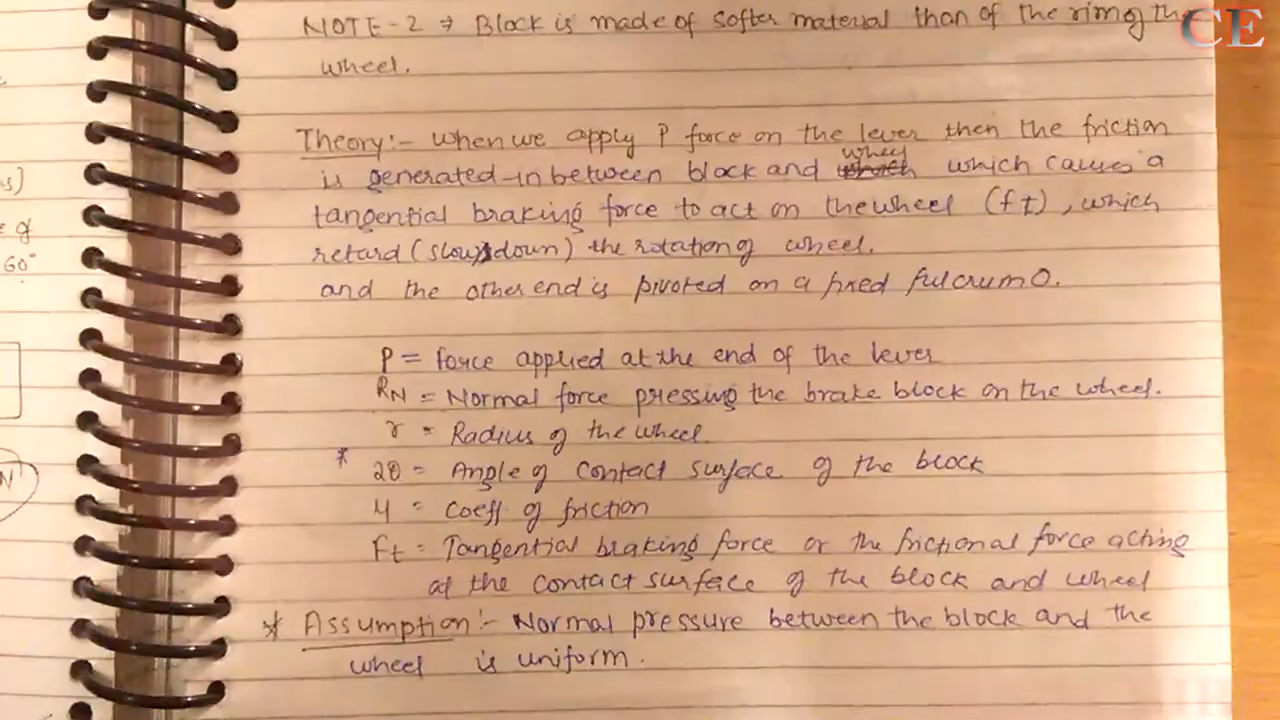 NOTE-2 ⇒ Block is made of softer material than of the rim of the
CE
wheel.
Theory:- when we apply P force on the lever then the friction
is generated in between block and wheel which causes a
tangential braking force to act on the wheel (ft), which
retard (slow down) the rotation of wheel.
and the other end is pivoted on a fixed fulcrum O.
s)
of
60°
P = force applied at the end of the lever
RN = Normal force pressing the brake block on the wheel.
r = Radius of the wheel.
* 2θ = Angle of contact surface of the block
μ = Coeff. of friction
Ft = Tangential braking force or the frictional force acting
at the contact surface of the block and wheel
* Assumption:- Normal pressure between the block and the
wheel is uniform.